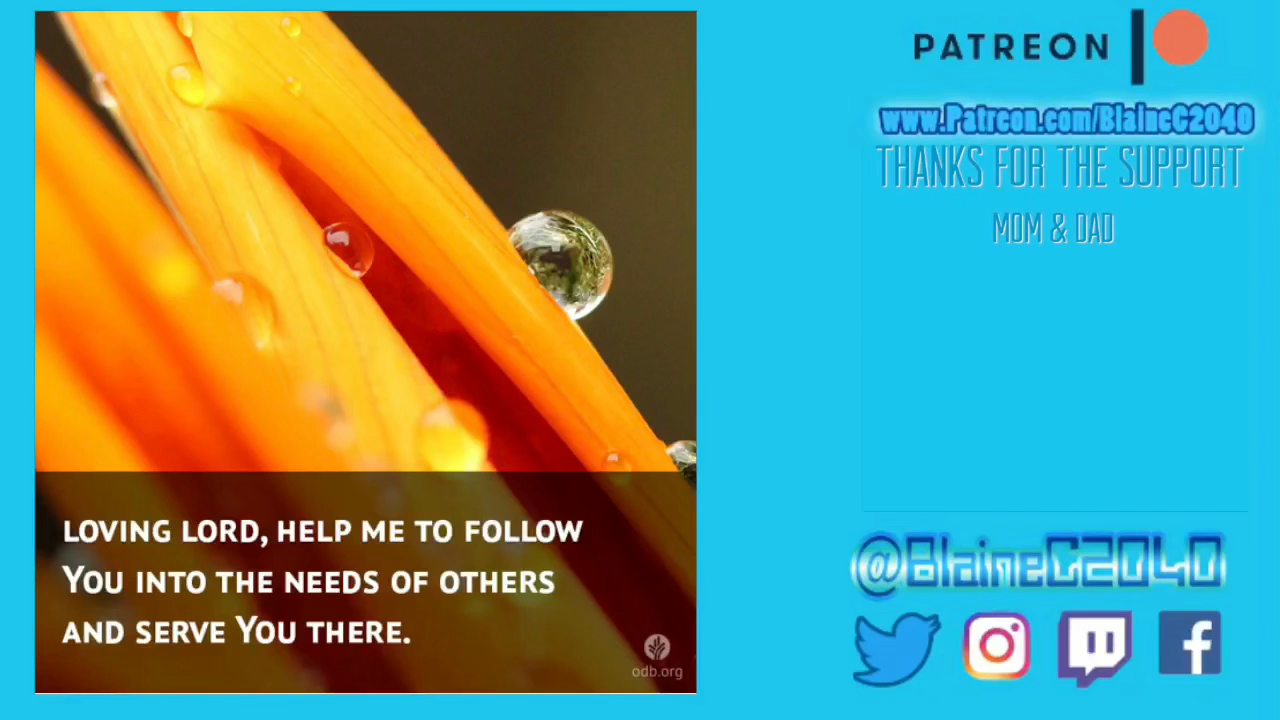 LOVING LORD, HELP ME TO FOLLOW
YOU INTO THE NEEDS OF OTHERS
AND SERVE YOU THERE.
odb.org
PATREON
www.Patreon.com/BlaineC2040
THANKS FOR THE SUPPORT
MOM & DAD
@BlaineC2040